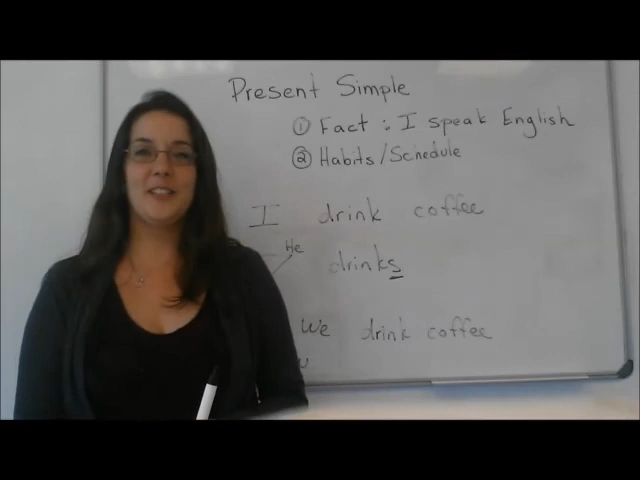 Present Simple
① Fact : I speak English
② Habits/Schedule
I drink coffee
He
drinks
We drink coffee